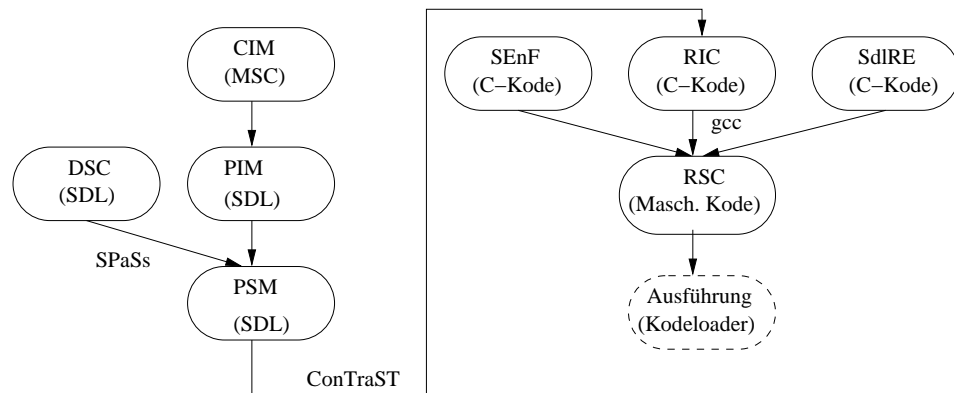 CIM
(MSC)
DSC
(SDL)
PIM
(SDL)
SPaSs
PSM
(SDL)
ConTraST
SEnF
(C−Kode)
RIC
(C−Kode)
SdlRE
(C−Kode)
gcc
RSC
(Masch. Kode)
Ausführung
(Kodeloader)